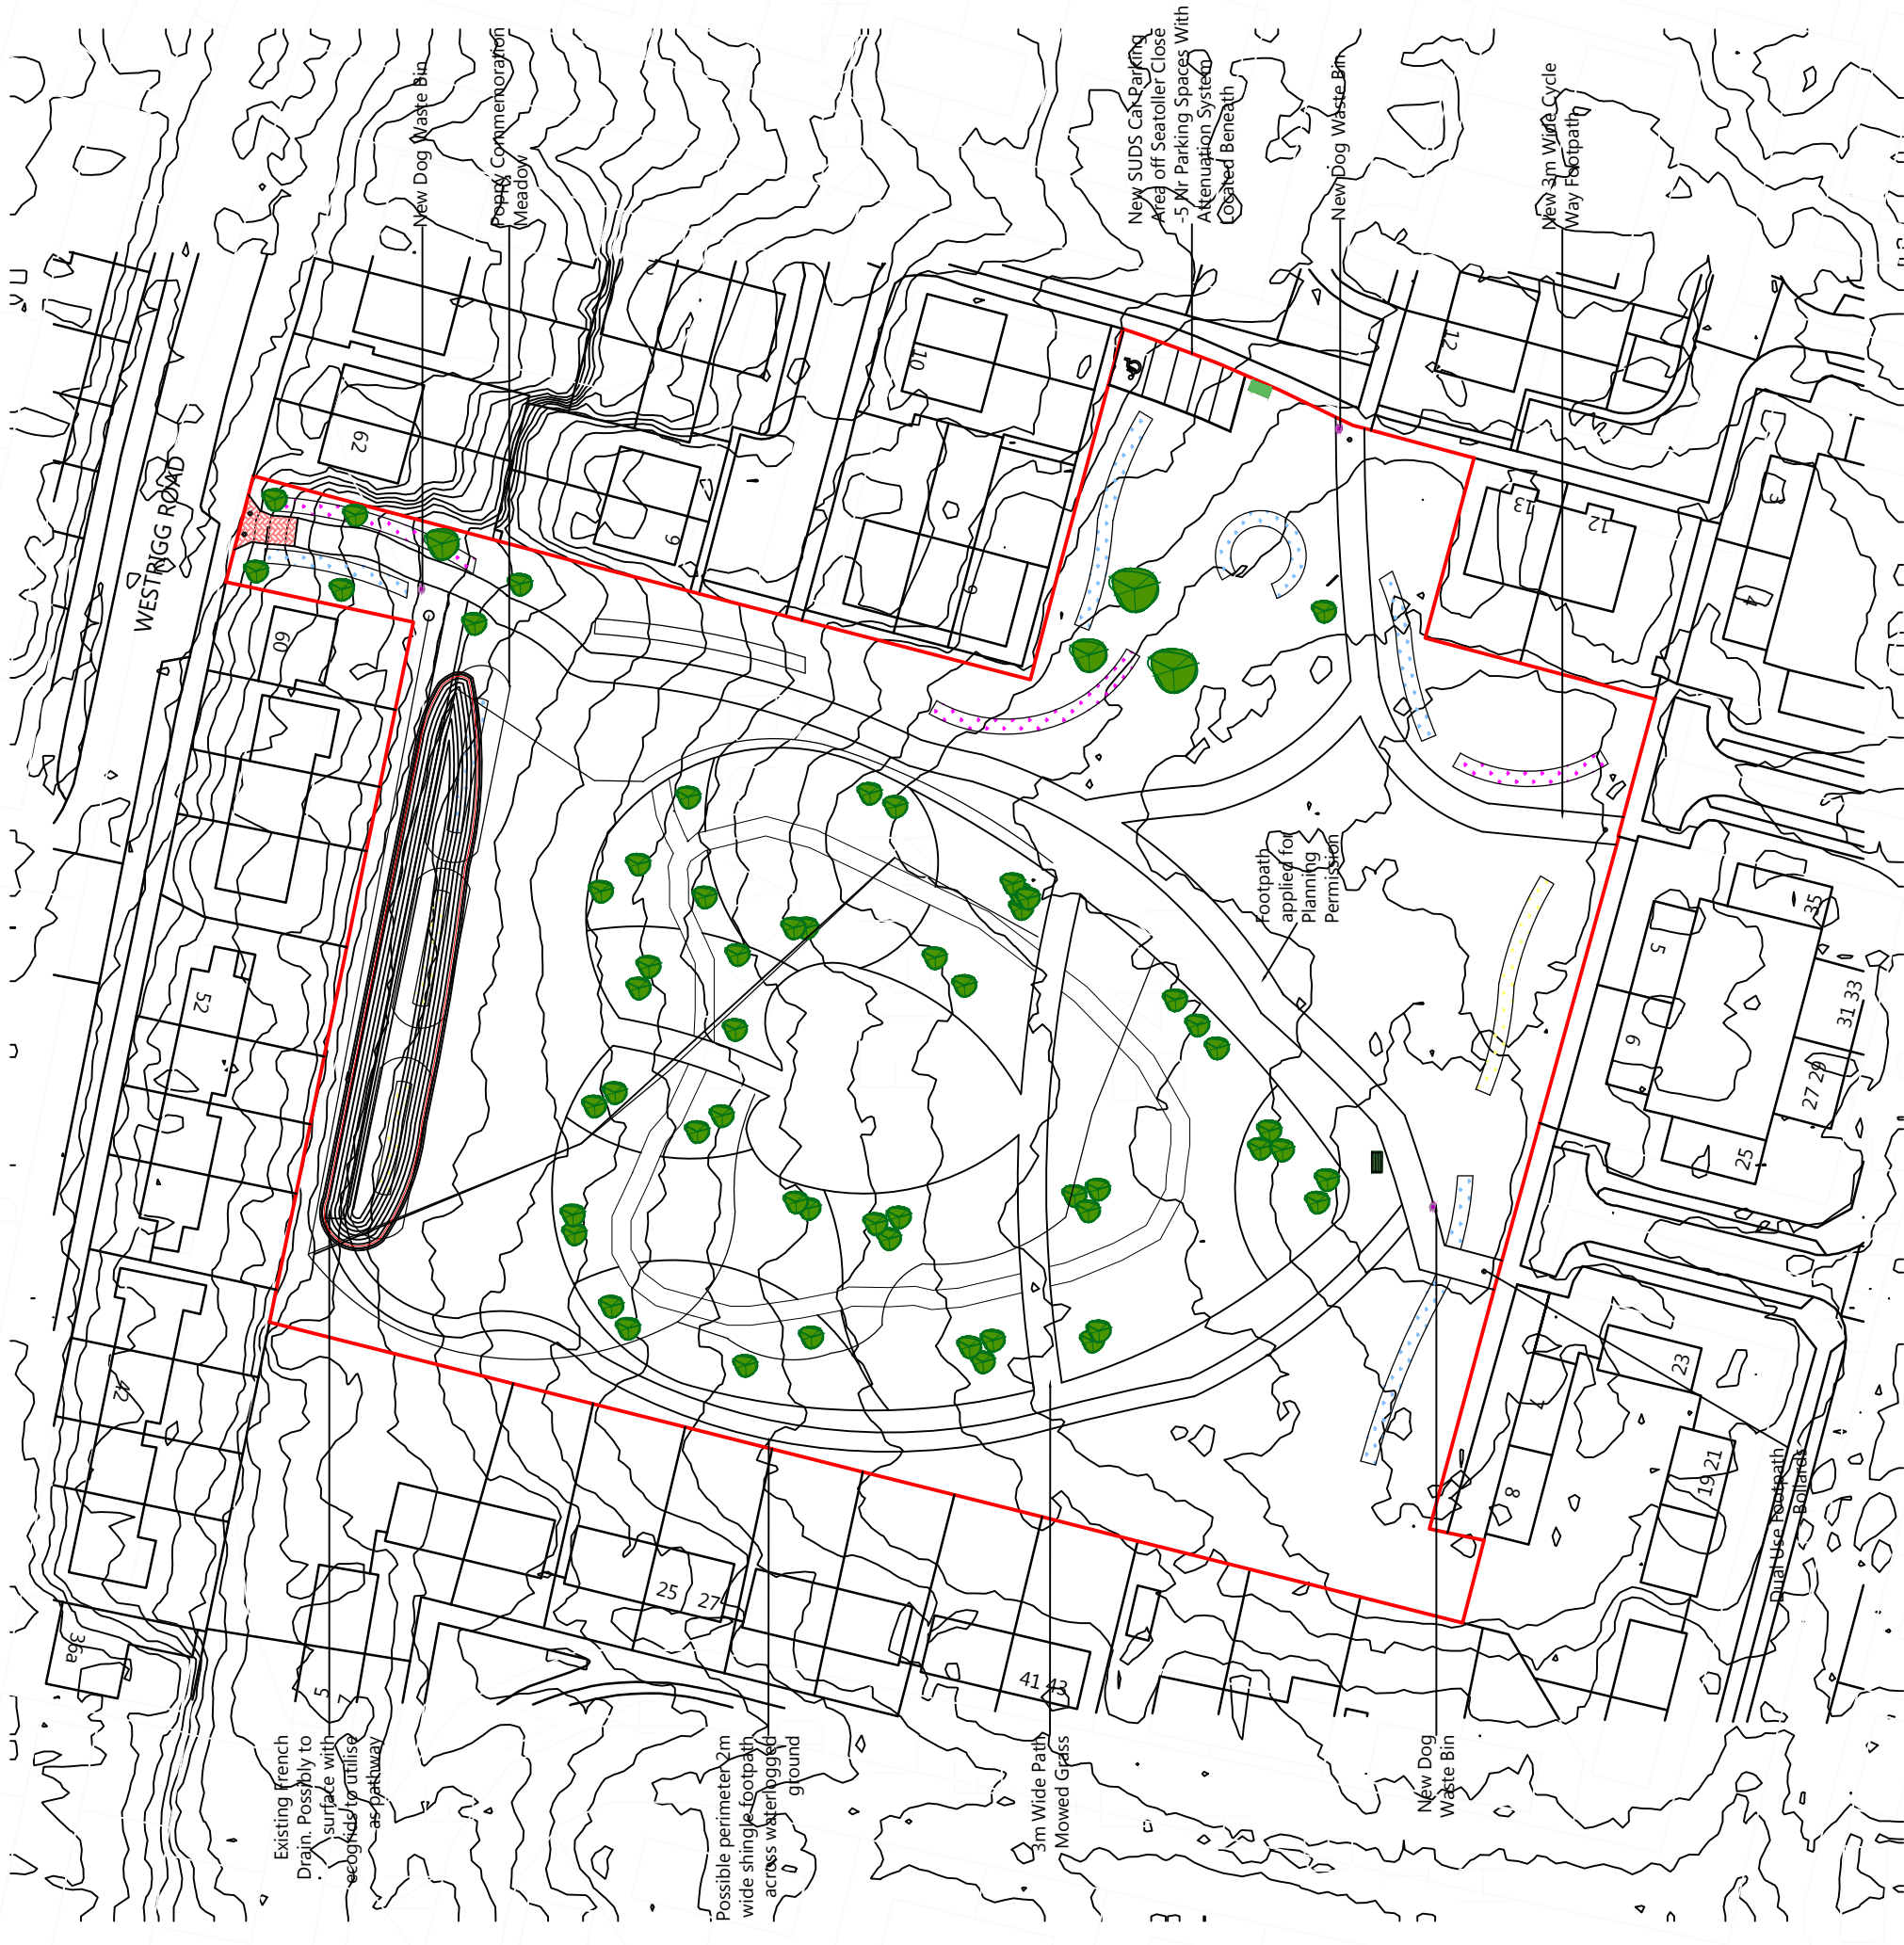 New Dog Waste Bin
Poppy Commemoration
Meadow
New SUDS Car Parking
Area off Seatoller Close
-5 Nr Parking Spaces With
Attenuation System
Located Beneath
New Dog Waste Bin
New 3m Wide Cycle
Way Footpath
WESTRIGG ROAD
62
60
52
42
36a
9
10
9
12
13
12
3
4
5
6
35
31 33
27 29
25
23
7
8
19 21
Footpath
applied for
Planning
Permission
5
7
25
27
41 43
Existing French
Drain. Possibly to
surface with
ecogrids to utilise
as pathway
Possible perimeter 2m
wide shingle footpath
across waterlogged
ground
3m Wide Path
Mowed Grass
New Dog
Waste Bin
Dual Use Footpath
Bollards